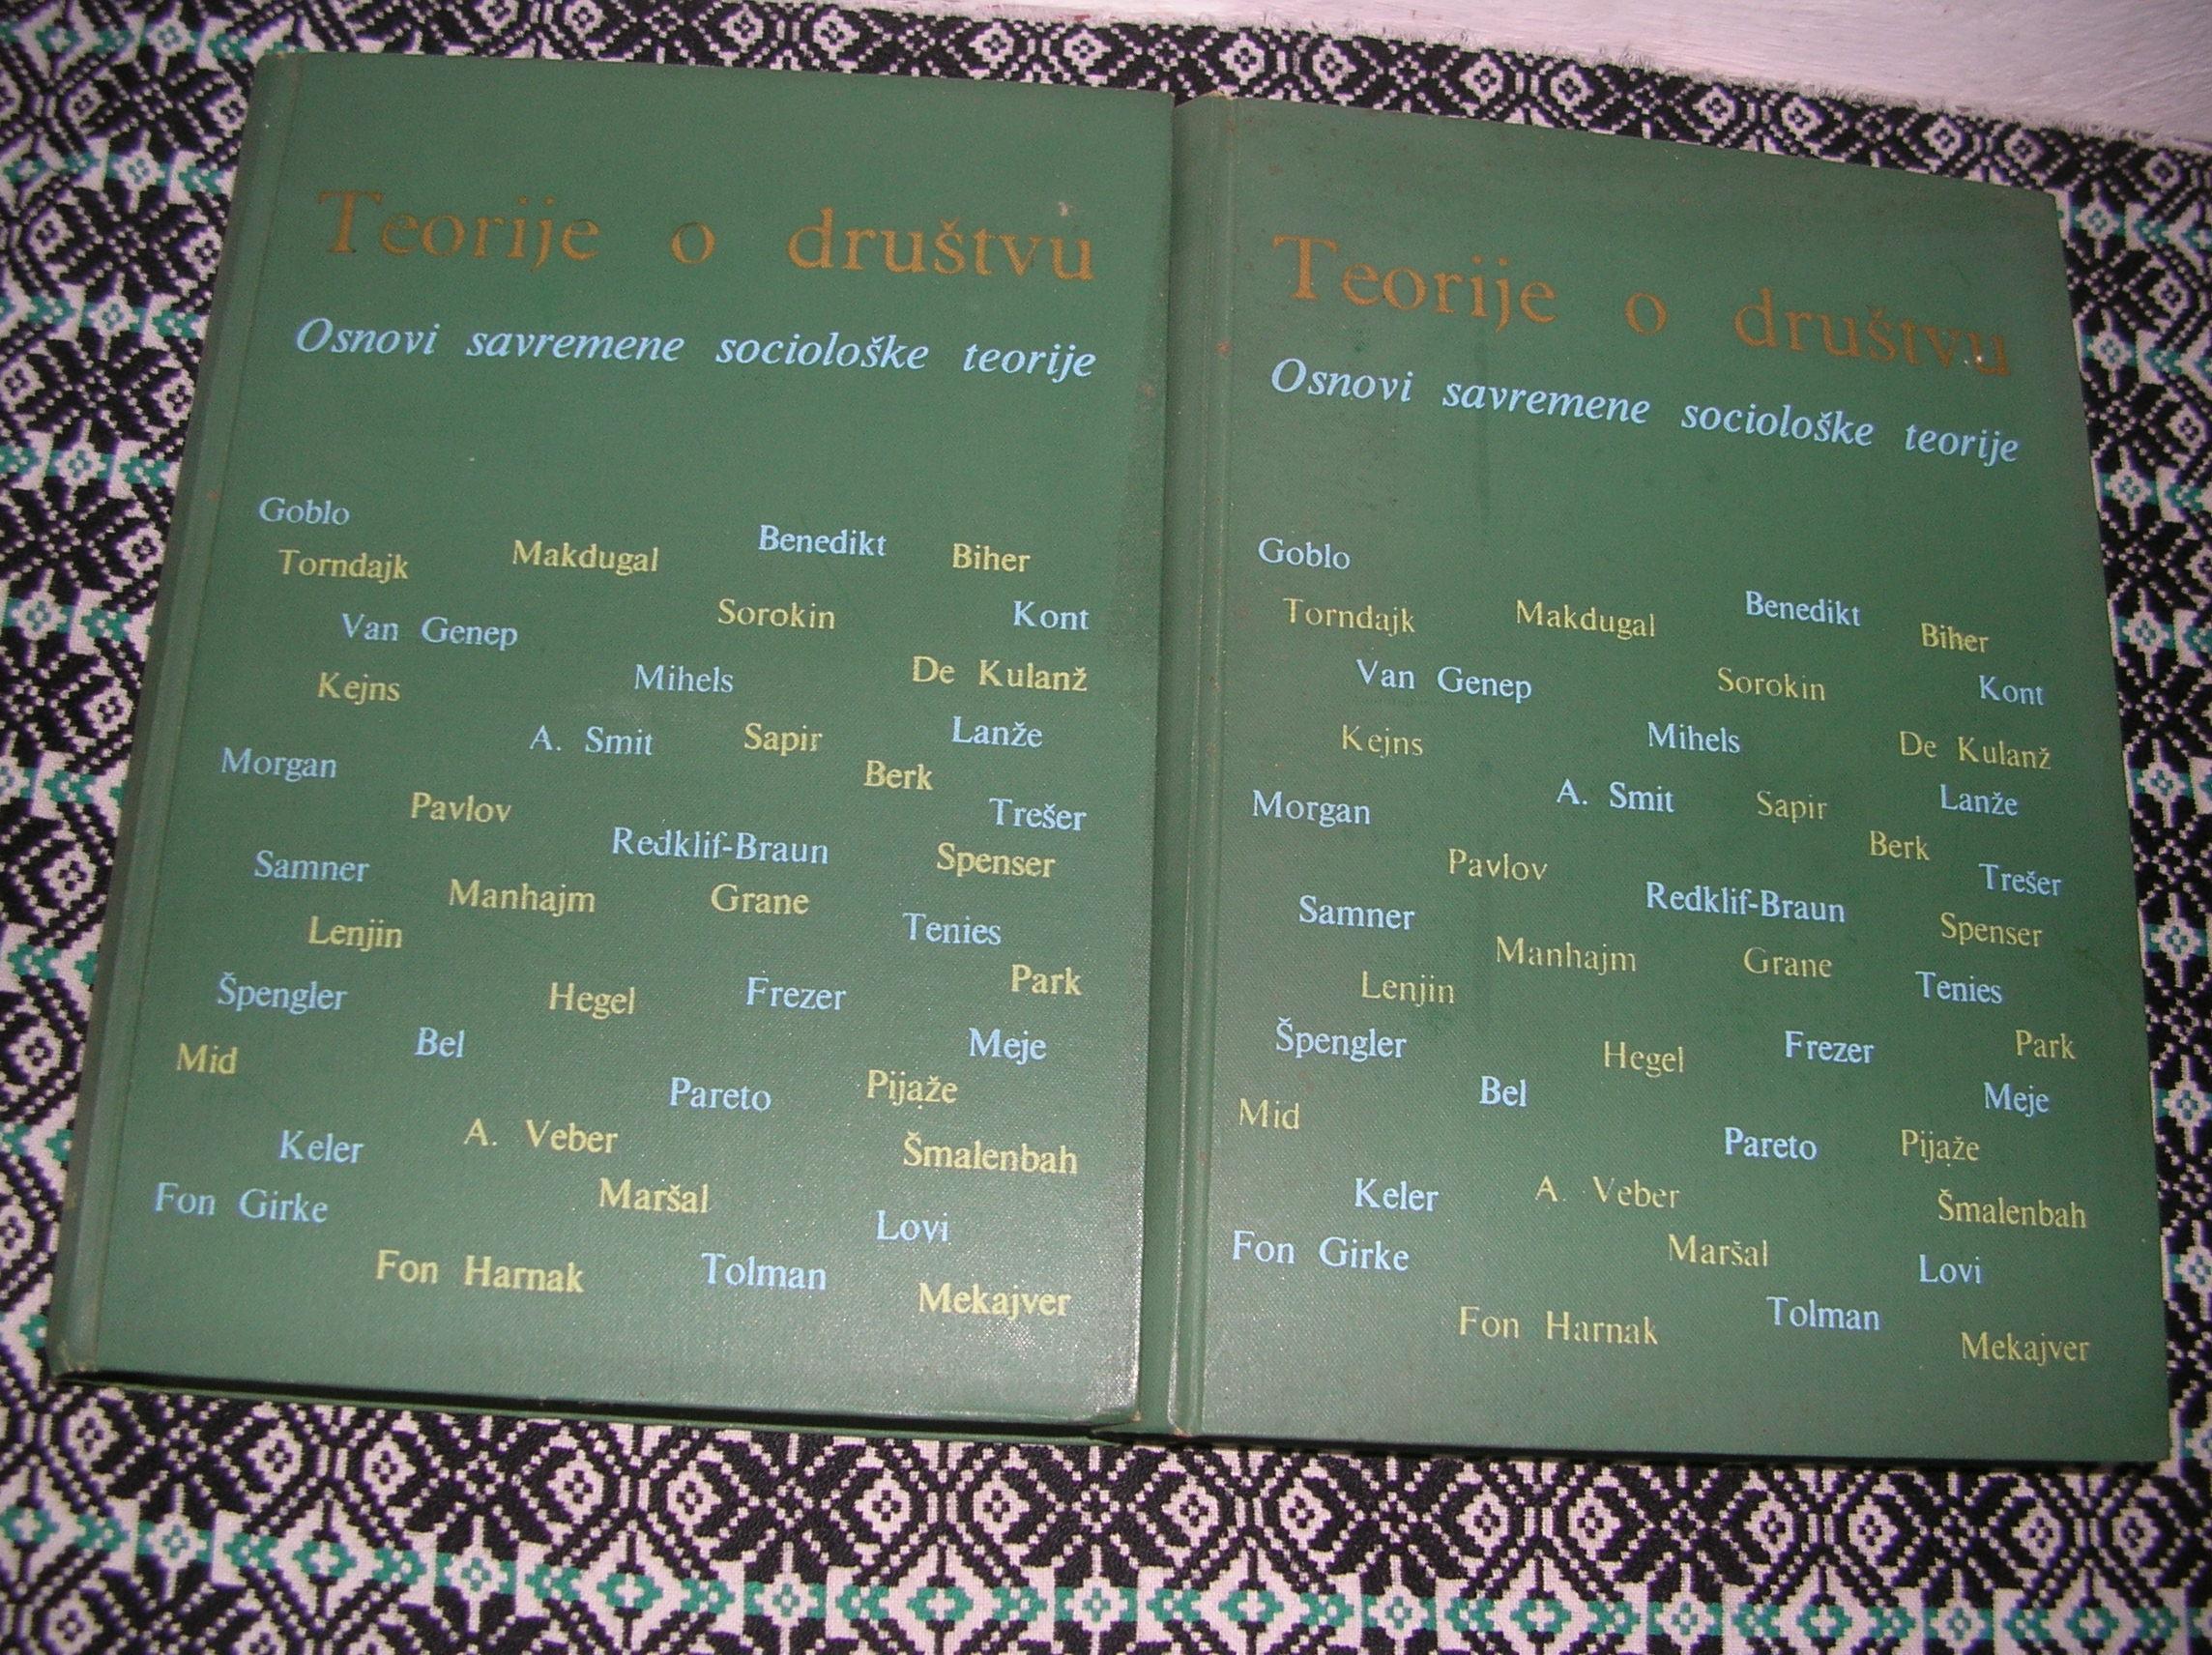 Teorije o društvu
Osnovi savremene sociološke teorije
Goblo
Benedikt
Makdugal
Biher
Torndajk
Sorokin
Kont
Van Genep
Mihels
De Kulanž
Kejns
A. Smit
Sapir
Lanže
Morgan
Berk
Pavlov
Trešer
Redklif-Braun
Spenser
Samner
Manhajm
Grane
Tenies
Lenjin
Park
Špengler
Hegel
Frezer
Bel
Meje
Mid
Pareto
Pijaže
Keler
A. Veber
Šmalenbah
Fon Girke
Maršal
Lovi
Fon Harnak
Tolman
Mekajver
Teorije o društvu
Osnovi savremene sociološke teorije
Goblo
Benedikt
Torndajk
Makdugal
Biher
Van Genep
Sorokin
Kont
Kejns
Mihels
De Kulanž
Morgan
A. Smit
Sapir
Lanže
Berk
Pavlov
Trešer
Samner
Redklif-Braun
Spenser
Manhajm
Grane
Lenjin
Tenies
Špengler
Hegel
Frezer
Park
Bel
Meje
Mid
Pareto
Pijaže
Keler
A. Veber
Šmalenbah
Fon Girke
Maršal
Lovi
Fon Harnak
Tolman
Mekajver